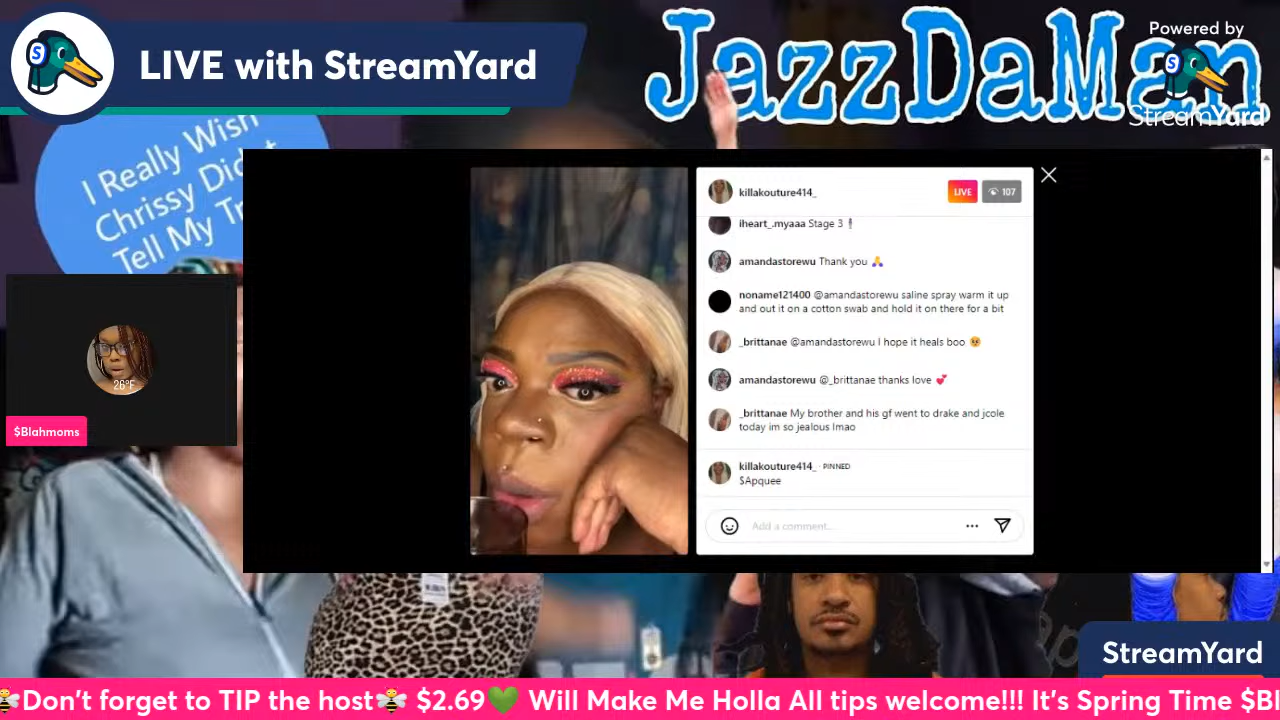 LIVE with StreamYard
JazzDaMan
Powered by
StreamYard
I Really Wish
Chrissy
Tell My
killakouture414_
LIVE
107
iheart_.myaaa Stage 3
amandastorewu Thank you 🙏
noname121400 @amandastorewu saline spray warm it up
and out it on a cotton swab and hold it on there for a bit
_brittanae @amandastorewu I hope it heals boo 😣
amandastorewu @_brittanae thanks love 💕
_brittanae My brother and his gf went to drake and jcole
today im so jealous lmao
killakouture414_ · PINNED
$Apquee
Add a comment...
26°F
$Blahmoms
StreamYard
🐝Don't forget to TIP the host🐝 $2.69💚 Will Make Me Holla All tips welcome!!! It's Spring Time